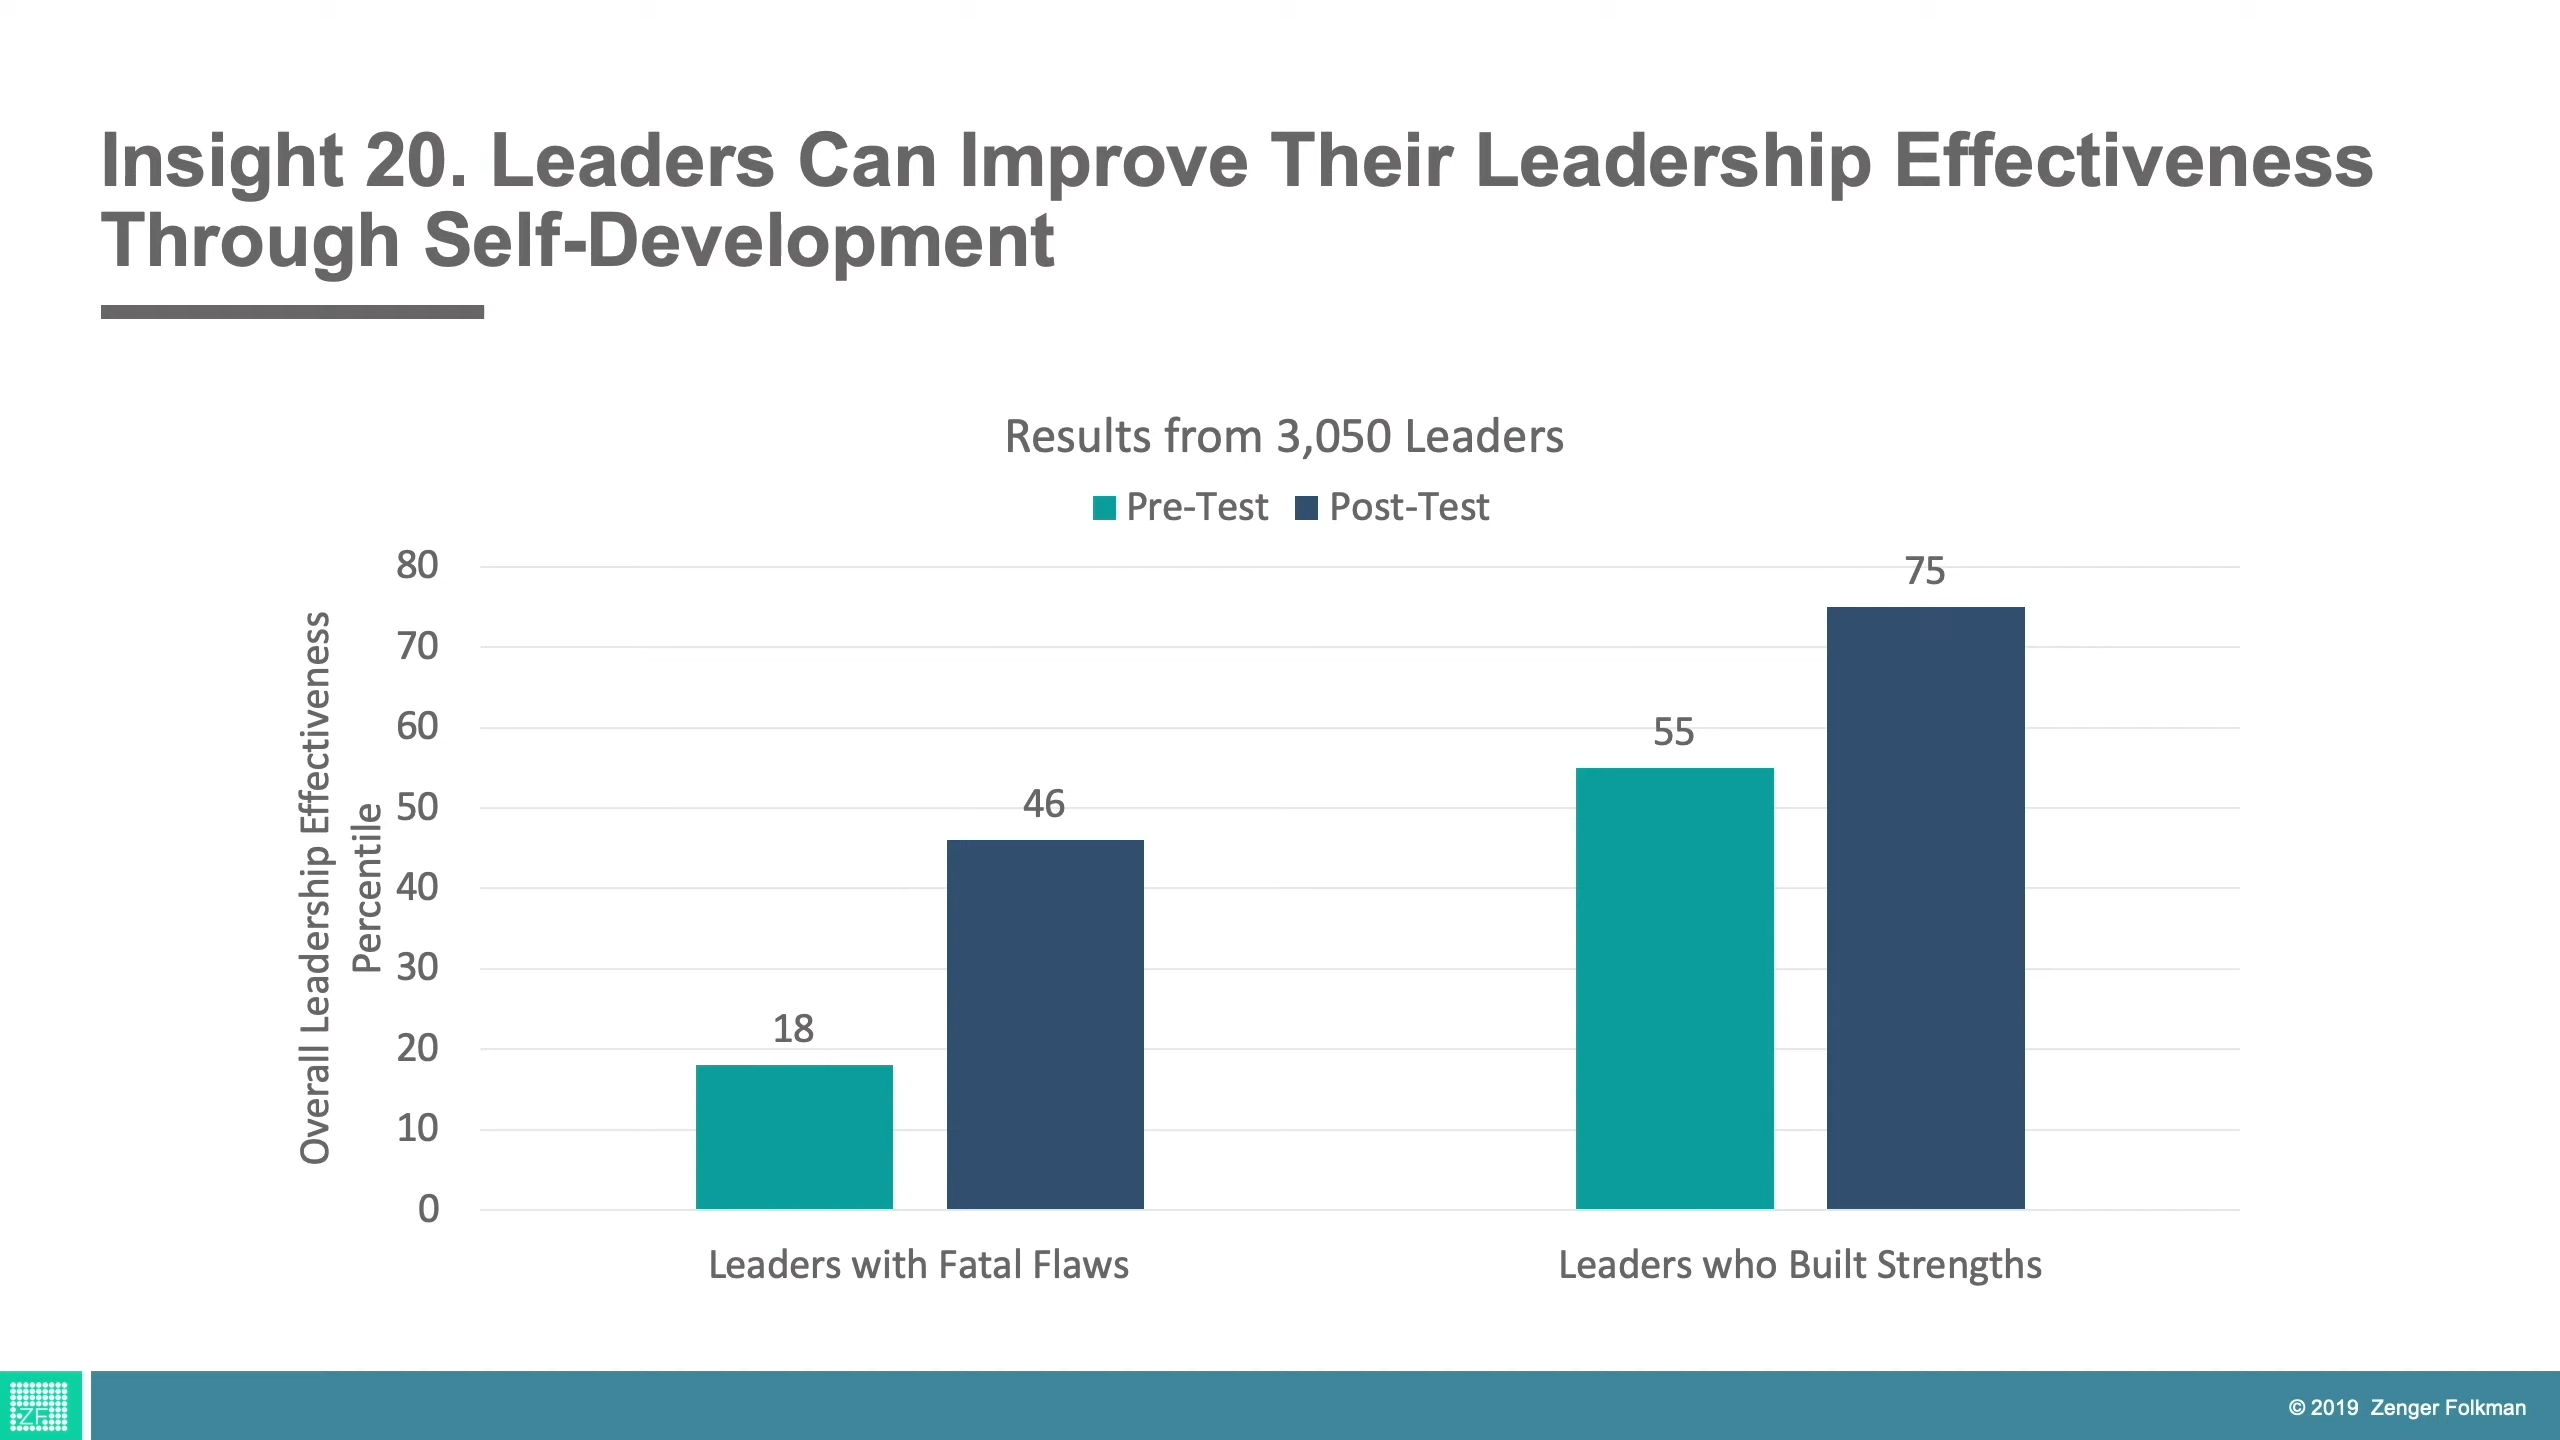 Insight 20. Leaders Can Improve Their Leadership Effectiveness
Through Self-Development
Results from 3,050 Leaders
Pre-Test Post-Test
Overall Leadership Effectiveness
Percentile
80
70
60
50
40
30
20
10
0
18
46
55
75
Leaders with Fatal Flaws
Leaders who Built Strengths
ZF
© 2019 Zenger Folkman